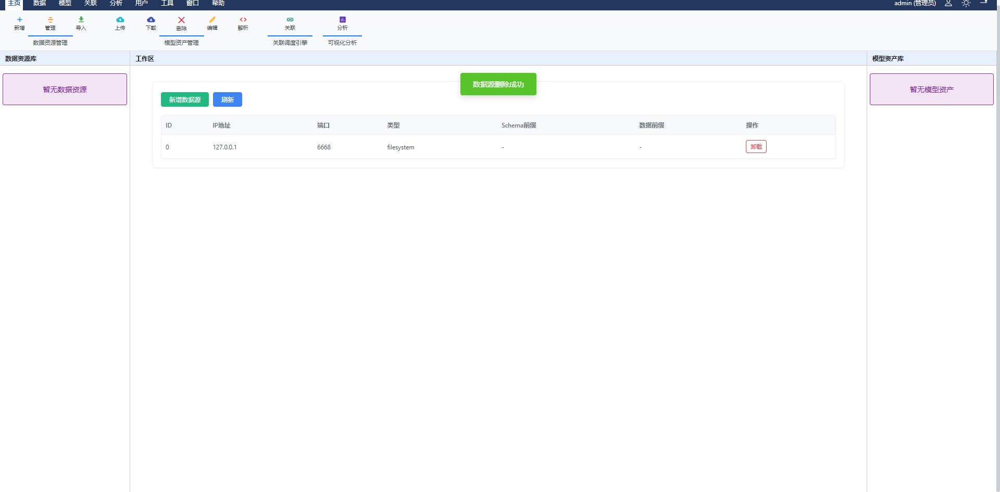 主页 数据 模型 关联 分析 用户 工具 窗口 帮助 admin (管理员)
新增 管理 导入 上传 下载 删除 编辑 解析 关联 分析
数据资源管理 模型资产管理 关联调度引擎 可视化分析
数据资源库 工作区 模型资产库
数据源删除成功
暂无数据资源 暂无模型资产
新增数据源 刷新
ID IP地址 端口 类型 Schema前缀 数据前缀 操作
0 127.0.0.1 6668 filesystem - - 卸载